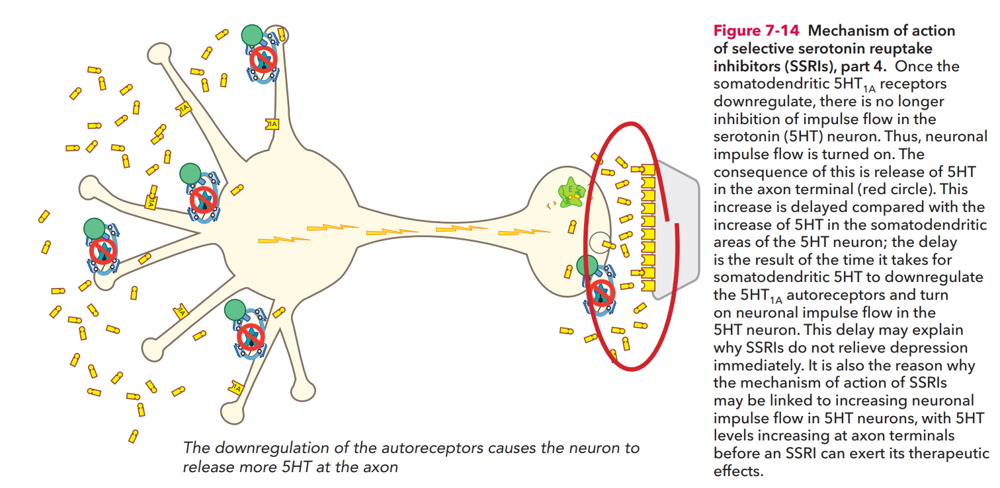 1A
1A
1A
1A
1A
E
The downregulation of the autoreceptors causes the neuron to
release more 5HT at the axon
Figure 7-14 Mechanism of action
of selective serotonin reuptake
inhibitors (SSRIs), part 4. Once the
somatodendritic 5HT1A receptors
downregulate, there is no longer
inhibition of impulse flow in the
serotonin (5HT) neuron. Thus, neuronal
impulse flow is turned on. The
consequence of this is release of 5HT
in the axon terminal (red circle). This
increase is delayed compared with the
increase of 5HT in the somatodendritic
areas of the 5HT neuron; the delay
is the result of the time it takes for
somatodendritic 5HT to downregulate
the 5HT1A autoreceptors and turn
on neuronal impulse flow in the
5HT neuron. This delay may explain
why SSRIs do not relieve depression
immediately. It is also the reason why
the mechanism of action of SSRIs
may be linked to increasing neuronal
impulse flow in 5HT neurons, with 5HT
levels increasing at axon terminals
before an SSRI can exert its therapeutic
effects.